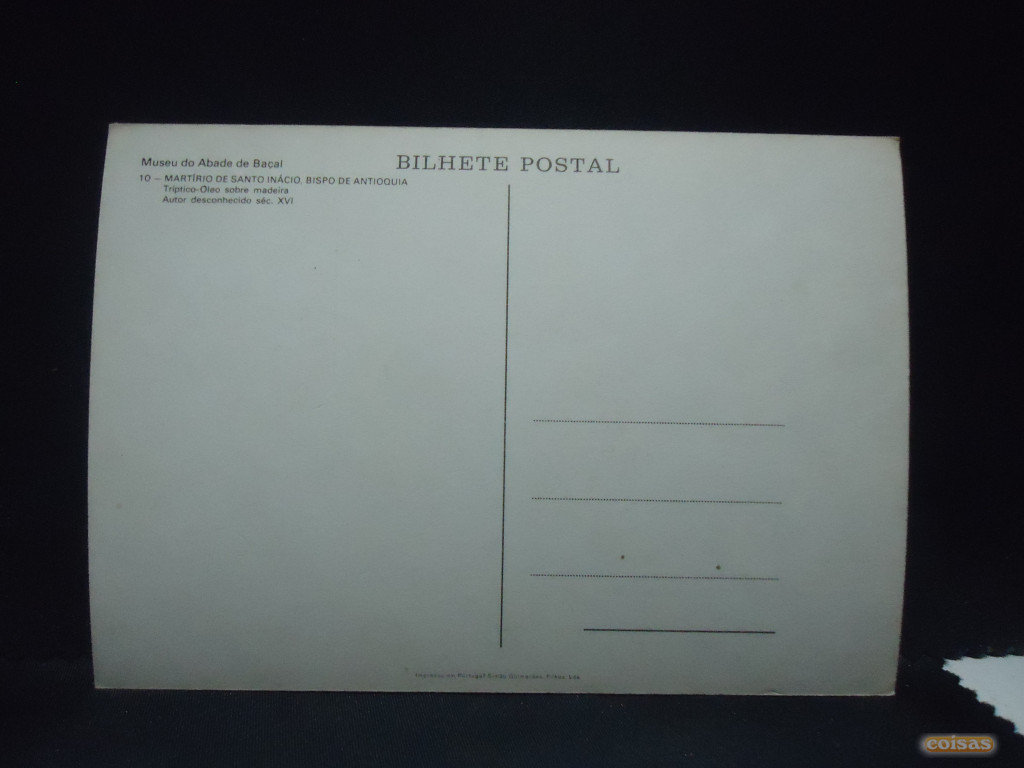 Museu do Abade de Baçal
BILHETE POSTAL
10 – MARTÍRIO DE SANTO INÁCIO. BISPO DE ANTIOQUIA
Tríptico-Óleo sobre madeira
Autor desconhecido séc. XVI
Portugal
coisas